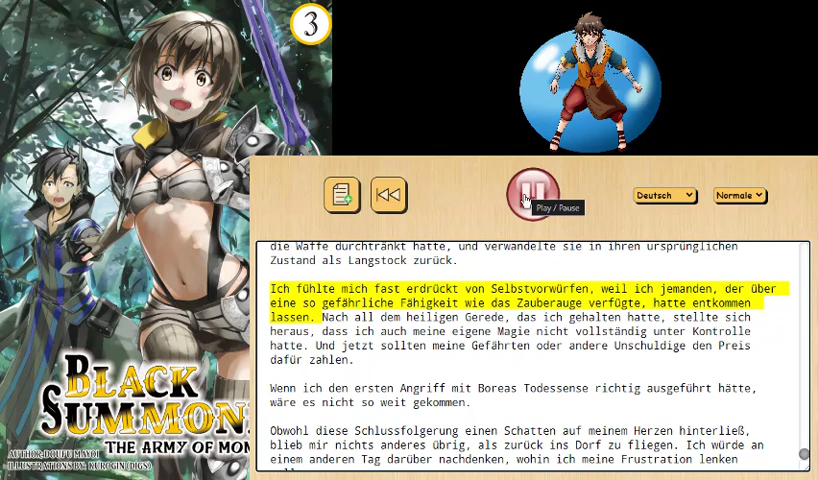 3
BLACK
SUMMON
THE ARMY OF MON
AUTHOR: DOUFU MAYOI
ILLUSTRATIONS BY: KUROGIN (DIGS)
Play / Pause
Deutsch
Normale
die Waffe durchtränkt hatte, und verwandelte sie in ihren ursprünglichen
Zustand als Langstock zurück.
Ich fühlte mich fast erdrückt von Selbstvorwürfen, weil ich jemanden, der über
eine so gefährliche Fähigkeit wie das Zauberauge verfügte, hatte entkommen
lassen. Nach all dem heiligen Gerede, das ich gehalten hatte, stellte sich
heraus, dass ich auch meine eigene Magie nicht vollständig unter Kontrolle
hatte. Und jetzt sollten meine Gefährten oder andere Unschuldige den Preis
dafür zahlen.
Wenn ich den ersten Angriff mit Boreas Todessense richtig ausgeführt hätte,
wäre es nicht so weit gekommen.
Obwohl diese Schlussfolgerung einen Schatten auf meinem Herzen hinterließ,
blieb mir nichts anderes übrig, als zurück ins Dorf zu fliegen. Ich würde an
einem anderen Tag darüber nachdenken, wohin ich meine Frustration lenken